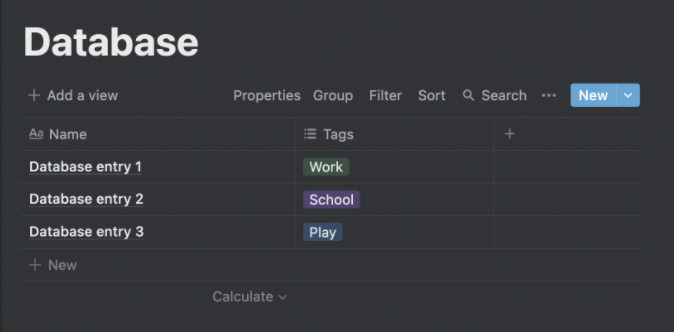 Database
+ Add a view Properties Group Filter Sort Search ··· New
Aa Name Tags +
Database entry 1 Work
Database entry 2 School
Database entry 3 Play
+ New
Calculate